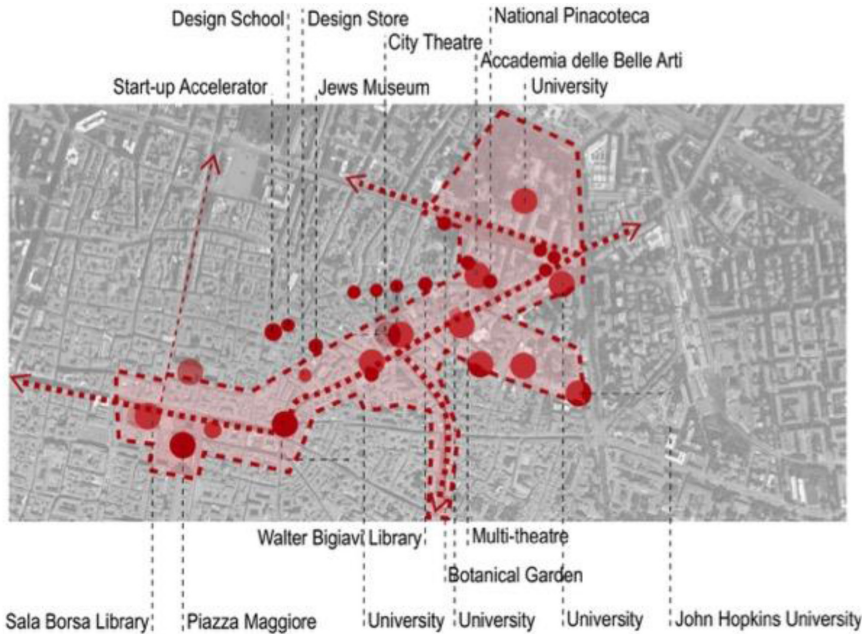 National Pinacoteca
Design School
Design Store
City Theatre
Accademia delle Belle Arti
Start-up Accelerator
Jews Museum
University
Walter Bigiavi Library
Multi-theatre
Botanical Garden
Sala Borsa Library
Piazza Maggiore
University
University
University
John Hopkins University